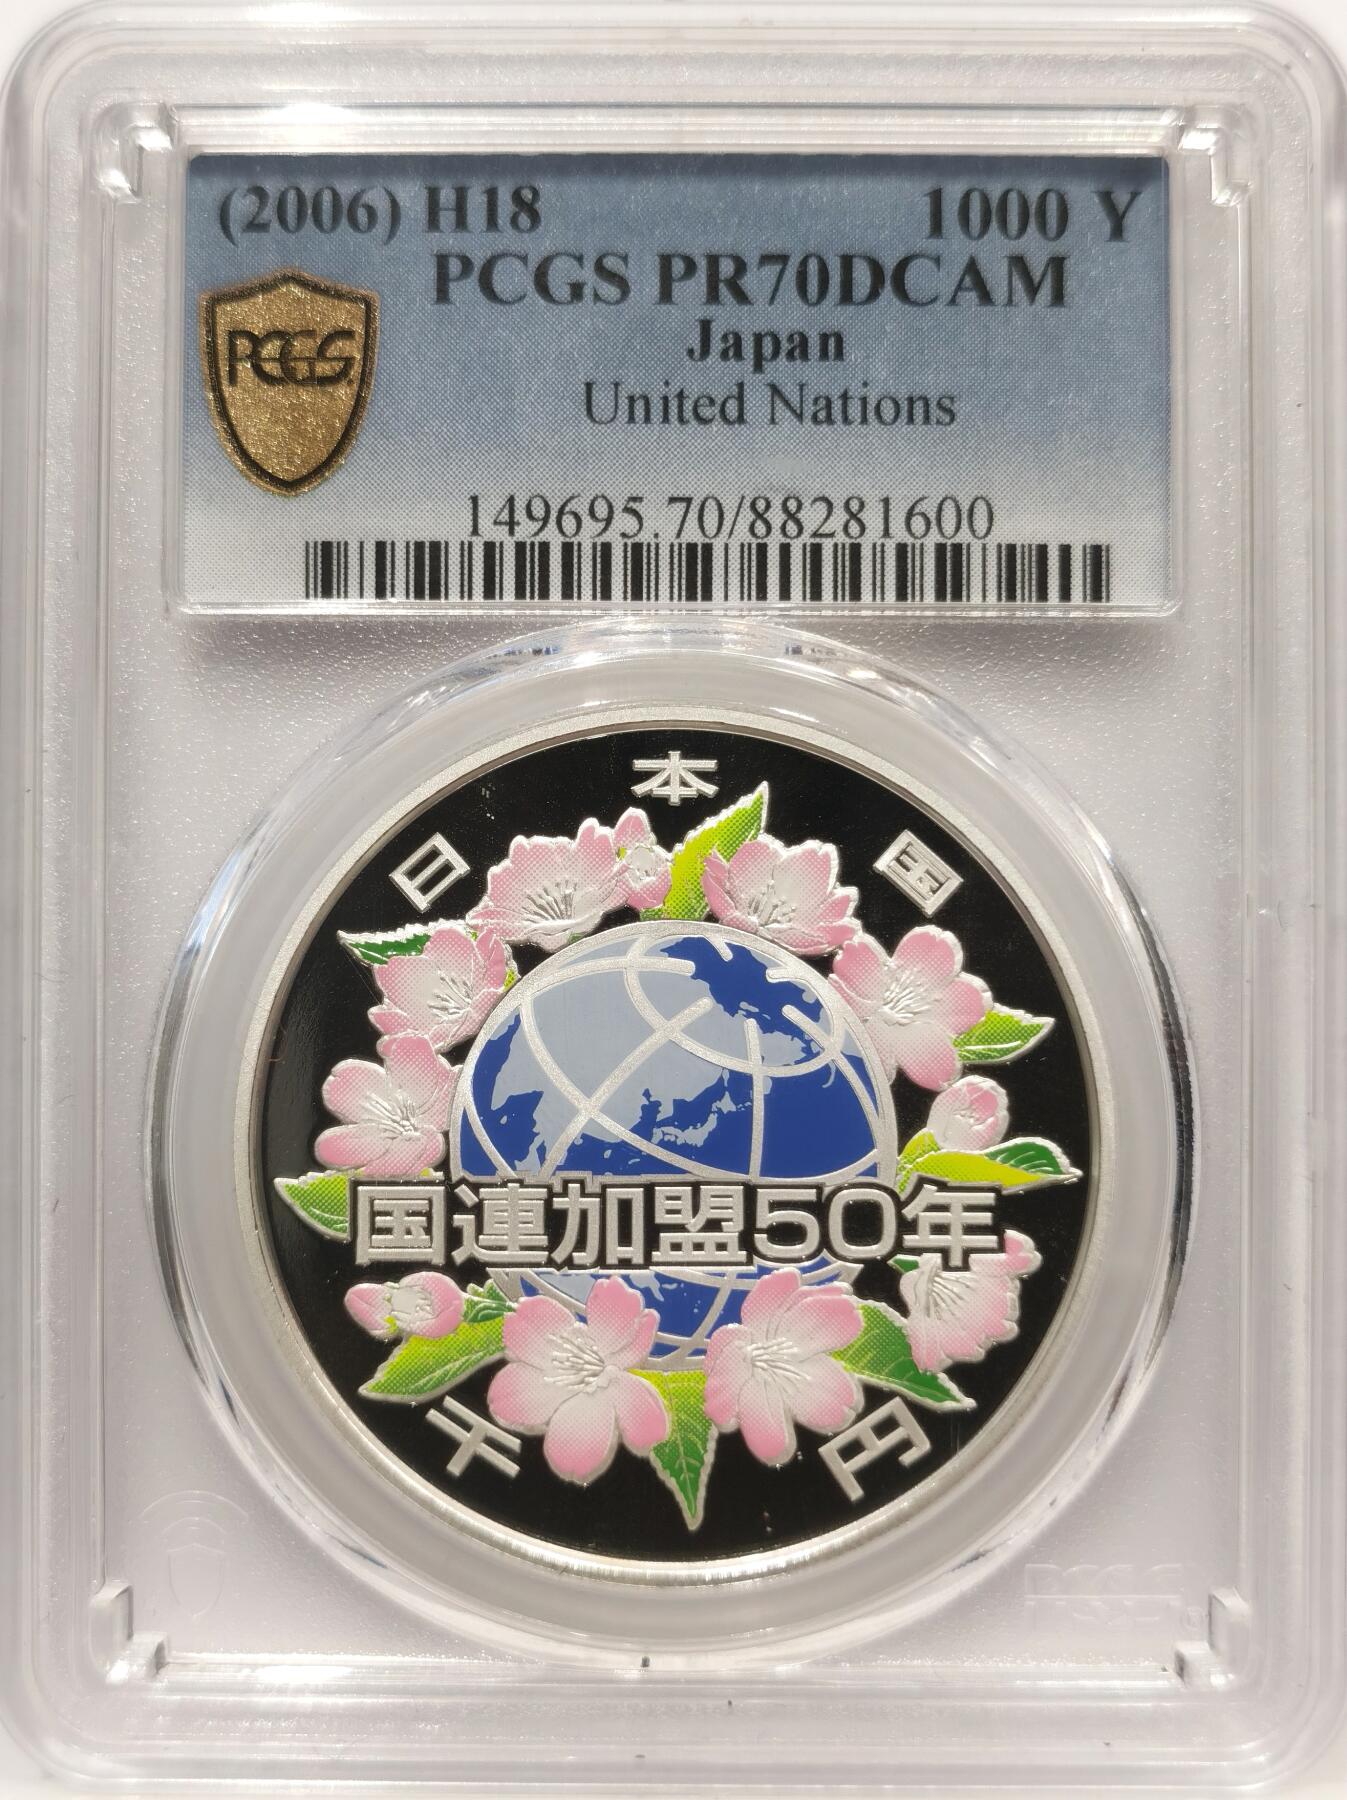 (2006) H18 1000 Y
PCGS PR70DCAM
Japan
United Nations
PCGS
149695.70/88281600
日本国
国連加盟50年
千円